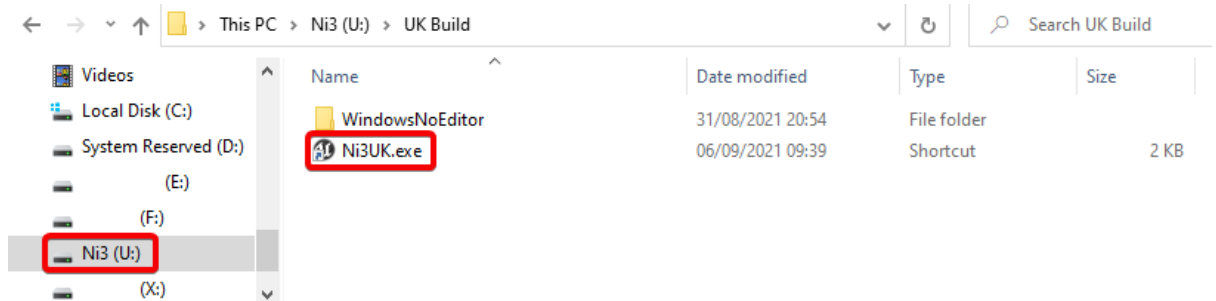 This PC > Ni3 (U:) > UK Build Search UK Build
Videos
Local Disk (C:)
System Reserved (D:)
(E:)
(F:)
Ni3 (U:)
(X:)
Name Date modified Type Size
WindowsNoEditor 31/08/2021 20:54 File folder
Ni3UK.exe 06/09/2021 09:39 Shortcut 2 KB